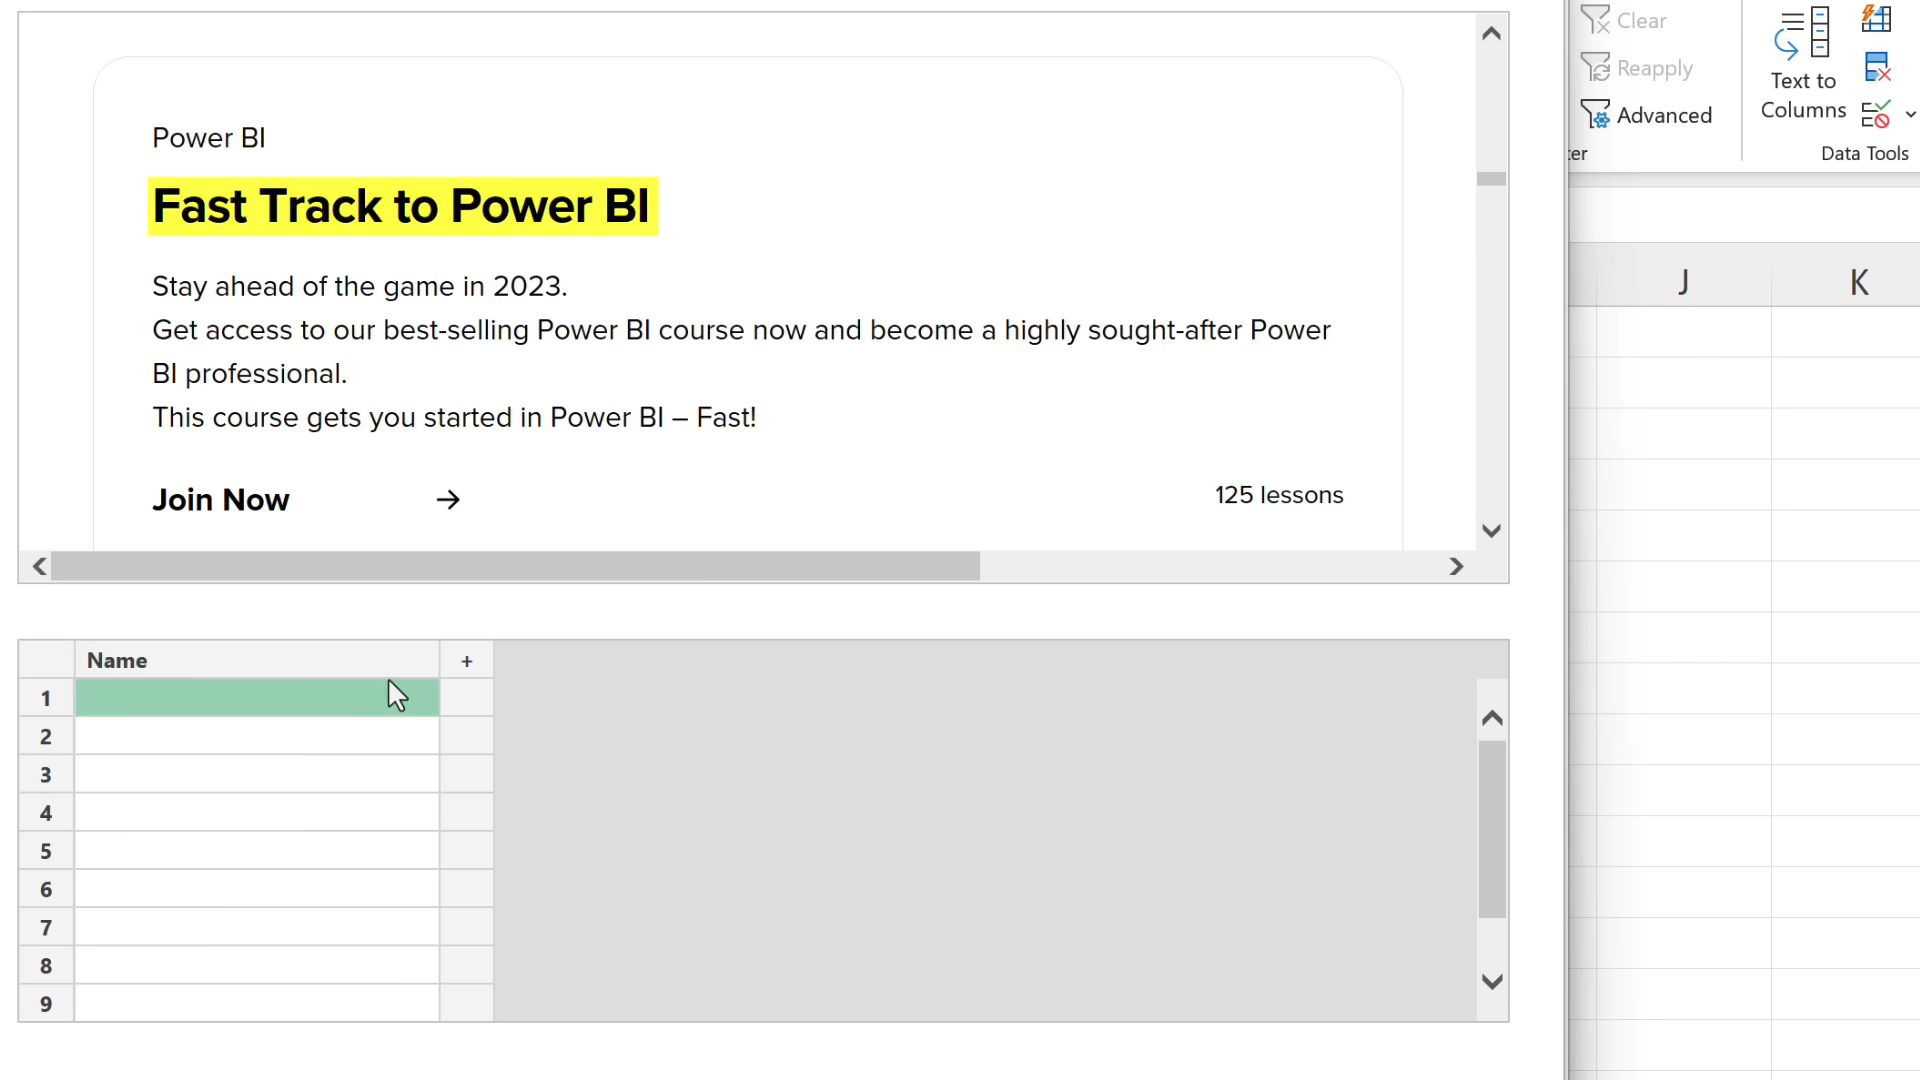 Power BI
Fast Track to Power BI
Stay ahead of the game in 2023.
Get access to our best-selling Power BI course now and become a highly sought-after Power
BI professional.
This course gets you started in Power BI – Fast!
Join Now →
125 lessons
Name +
1
2
3
4
5
6
7
8
9
Clear
Reapply
Advanced
ter
Text to
Columns
Data Tools
J K